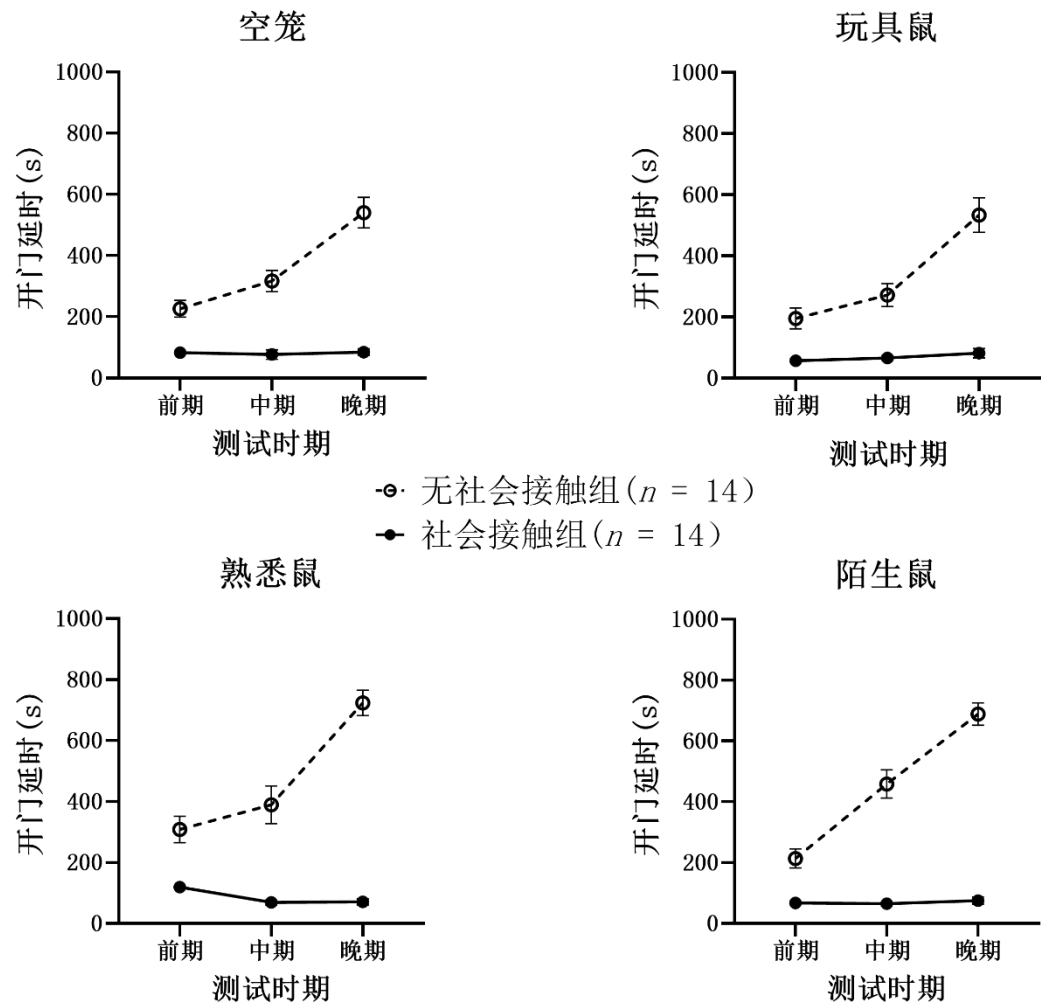 空笼
开门延时(s)
1000
800
600
400
200
0
前期 中期 晚期
测试时期
玩具鼠
开门延时(s)
1000
800
600
400
200
0
前期 中期 晚期
测试时期
无社会接触组(n = 14)
社会接触组(n = 14)
熟悉鼠
开门延时(s)
1000
800
600
400
200
0
前期 中期 晚期
测试时期
陌生鼠
开门延时(s)
1000
800
600
400
200
0
前期 中期 晚期
测试时期